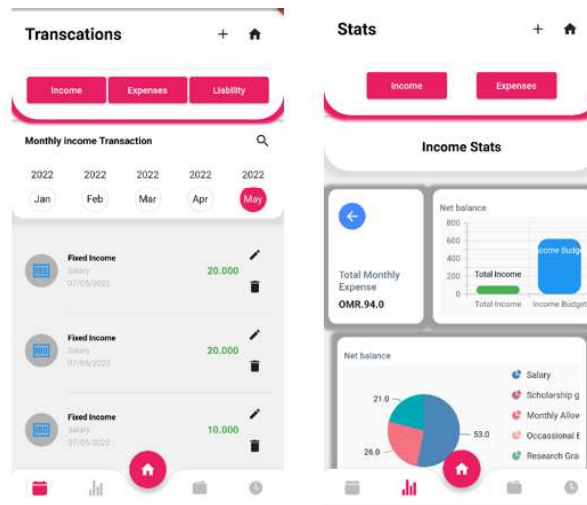 Transcations
Income
Expenses
Liability
Monthly income Transaction
2022
2022
2022
2022
2022
Jan
Feb
Mar
Apr
May
Fixed Income
Salary
07/05/2022
20.000
Fixed Income
Salary
07/05/2022
20.000
Fixed Income
Salary
07/05/2022
10.000
Stats
Income
Expenses
Income Stats
Total Monthly
Expense
OMR.94.0
Net balance
800
600
400
200
0
Total Income
come Budg
Total Income
Income Budget
Net balance
21.0
26.0
53.0
Salary
Scholarship g
Monthly Allow
Occassional E
Research Gra